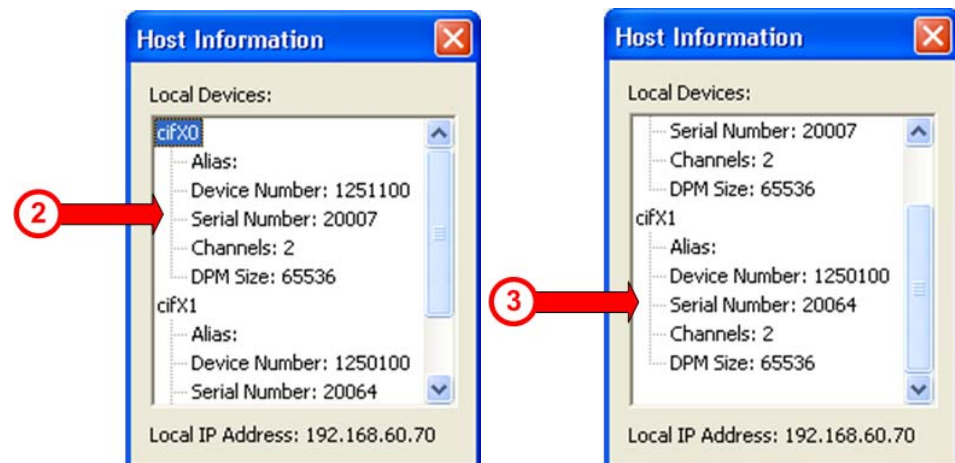 Host Information
Local Devices:
cifX0
Alias:
Device Number: 1251100
Serial Number: 20007
Channels: 2
DPM Size: 65536
cifX1
Alias:
Device Number: 1250100
Serial Number: 20064
Local IP Address: 192.168.60.70
2
Host Information
Local Devices:
Serial Number: 20007
Channels: 2
DPM Size: 65536
cifX1
Alias:
Device Number: 1250100
Serial Number: 20064
Channels: 2
DPM Size: 65536
Local IP Address: 192.168.60.70
3